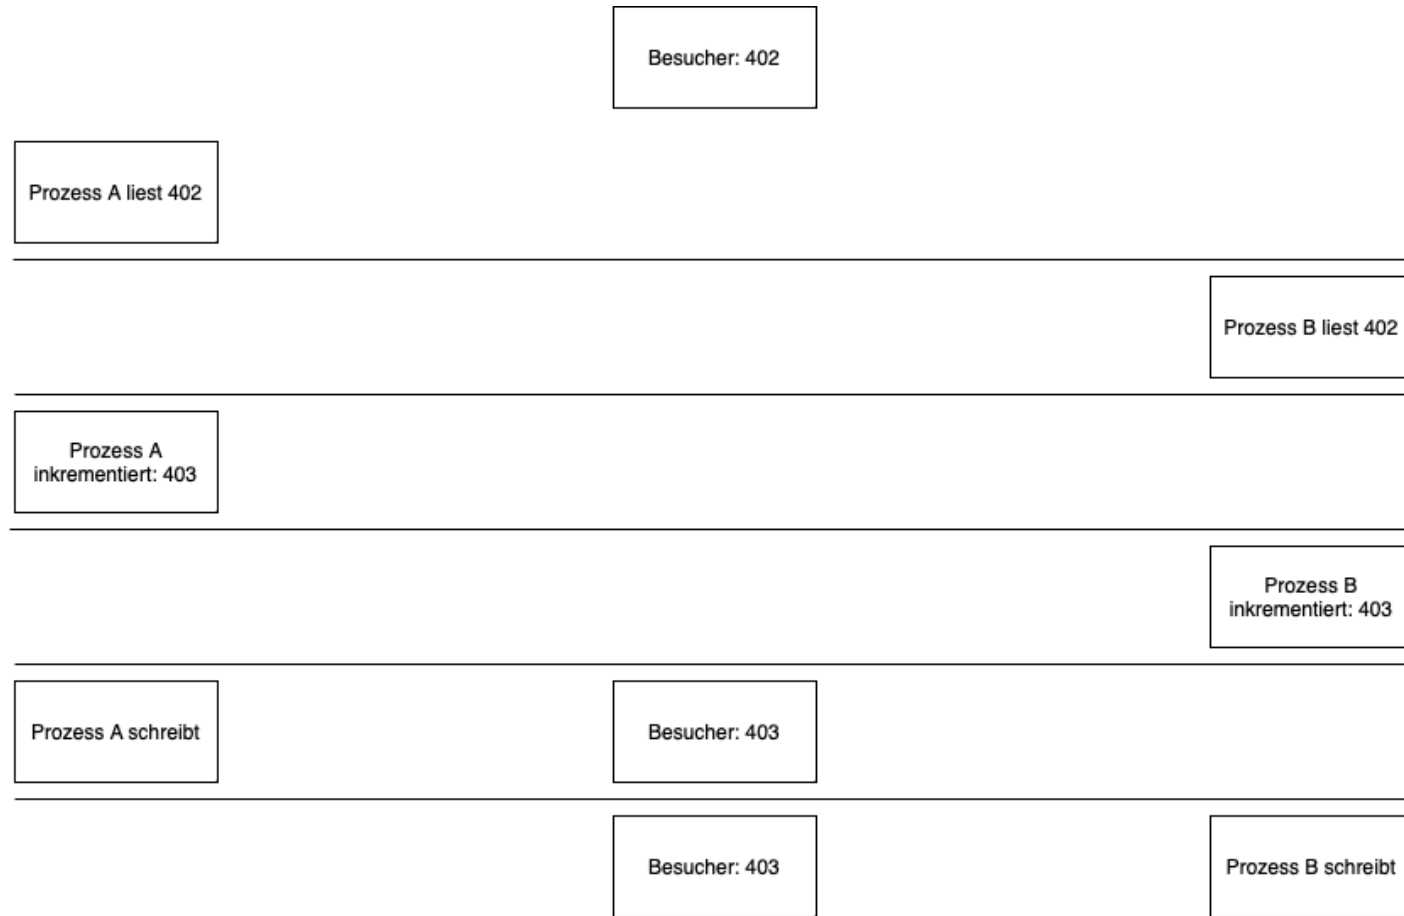 Besucher: 402
Prozess A liest 402
Prozess B liest 402
Prozess A
inkrementiert: 403
Prozess B
inkrementiert: 403
Prozess A schreibt
Besucher: 403
Besucher: 403
Prozess B schreibt